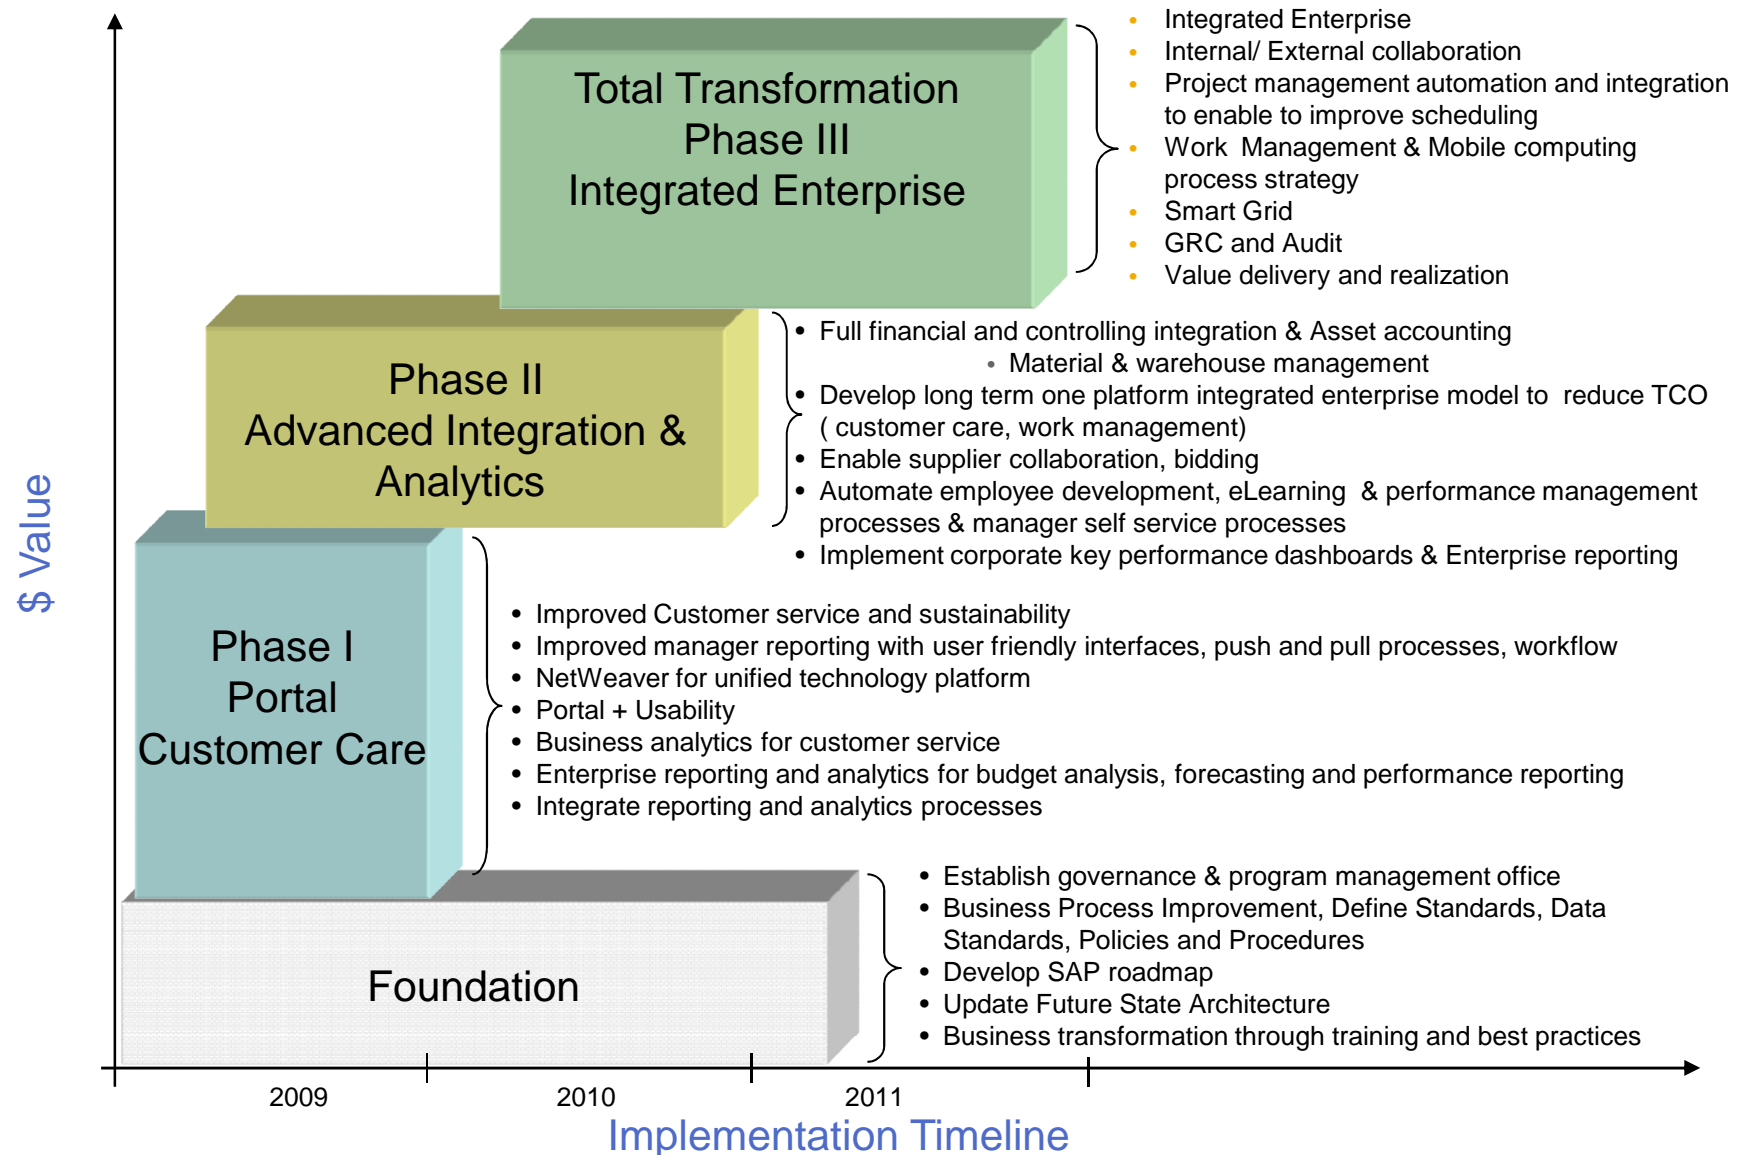 Total Transformation
Phase III
Integrated Enterprise
• Integrated Enterprise
• Internal/ External collaboration
• Project management automation and integration
to enable to improve scheduling
• Work Management & Mobile computing
process strategy
• Smart Grid
• GRC and Audit
• Value delivery and realization
Phase II
Advanced Integration &
Analytics
• Full financial and controlling integration & Asset accounting
• Material & warehouse management
• Develop long term one platform integrated enterprise model to reduce TCO
( customer care, work management)
• Enable supplier collaboration, bidding
• Automate employee development, eLearning & performance management
processes & manager self service processes
• Implement corporate key performance dashboards & Enterprise reporting
$ Value
Phase I
Portal
Customer Care
• Improved Customer service and sustainability
• Improved manager reporting with user friendly interfaces, push and pull processes, workflow
• NetWeaver for unified technology platform
• Portal + Usability
• Business analytics for customer service
• Enterprise reporting and analytics for budget analysis, forecasting and performance reporting
• Integrate reporting and analytics processes
Foundation
• Establish governance & program management office
• Business Process Improvement, Define Standards, Data
Standards, Policies and Procedures
• Develop SAP roadmap
• Update Future State Architecture
• Business transformation through training and best practices
2009 2010 2011
Implementation Timeline